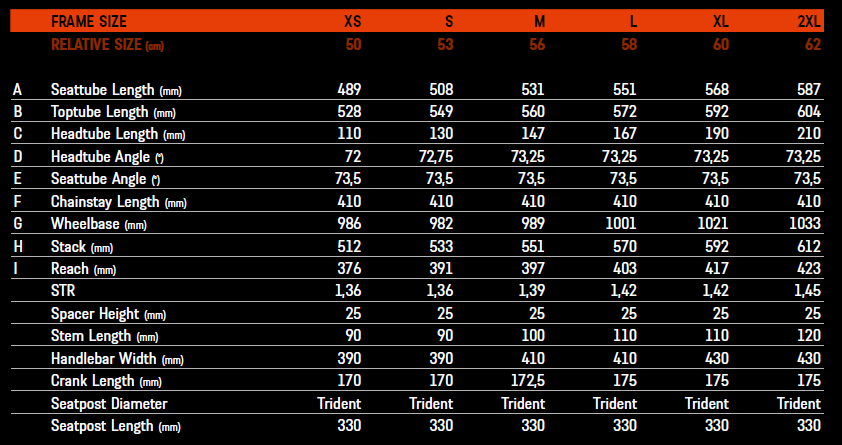 FRAME SIZE XS S M L XL 2XL
RELATIVE SIZE (cm) 50 53 56 58 60 62
A Seattube Length (mm) 489 508 531 551 568 587
B Toptube Length (mm) 528 549 560 572 592 604
C Headtube Length (mm) 110 130 147 167 190 210
D Headtube Angle (°) 72 72,75 73,25 73,25 73,25 73,25
E Seattube Angle (°) 73,5 73,5 73,5 73,5 73,5 73,5
F Chainstay Length (mm) 410 410 410 410 410 410
G Wheelbase (mm) 986 982 989 1001 1021 1033
H Stack (mm) 512 533 551 570 592 612
I Reach (mm) 376 391 397 403 417 423
STR 1,36 1,36 1,39 1,42 1,42 1,45
Spacer Height (mm) 25 25 25 25 25 25
Stem Length (mm) 90 90 100 110 110 120
Handlebar Width (mm) 390 390 410 410 430 430
Crank Length (mm) 170 170 172,5 175 175 175
Seatpost Diameter Trident Trident Trident Trident Trident Trident
Seatpost Length (mm) 330 330 330 330 330 330